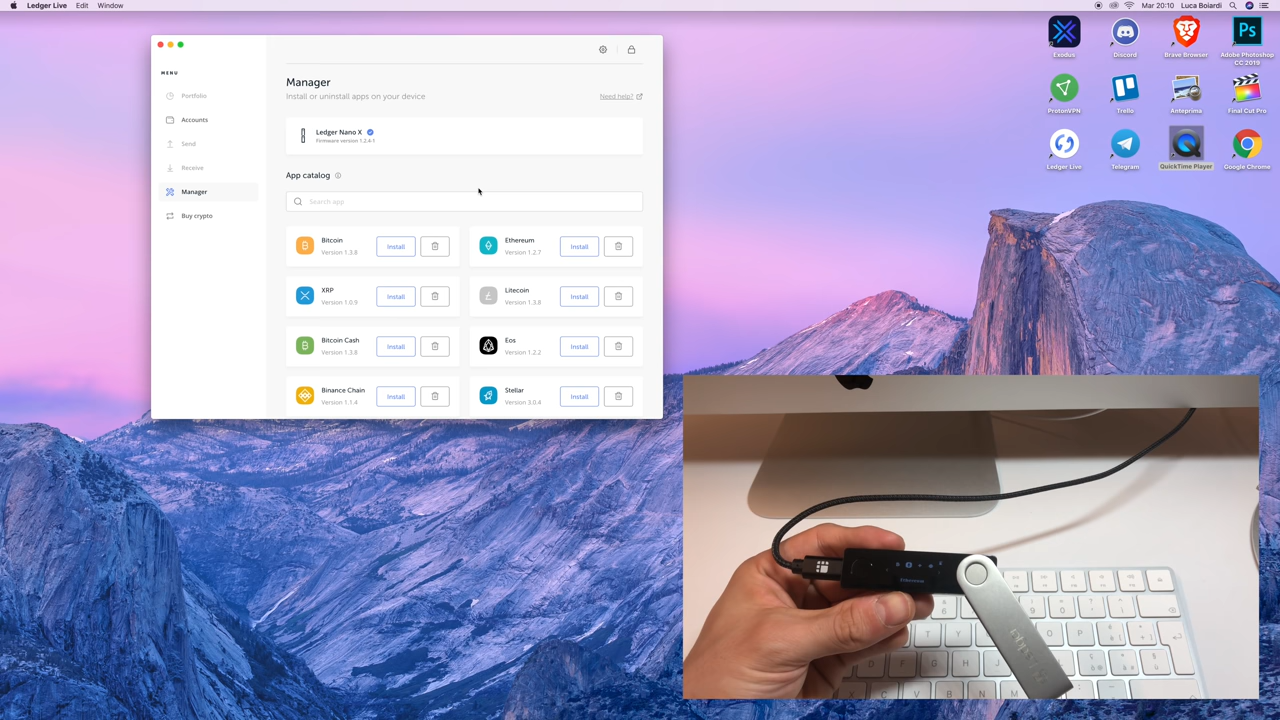 Ledger Live Edit Window
Mar 20:10 Luca Boiardi
MENU
Portfolio
Accounts
Send
Receive
Manager
Buy crypto
Manager
Install or uninstall apps on your device
Need help?
Ledger Nano X
Firmware version 1.2.4-1
App catalog
Search app
Bitcoin
Version 1.3.8
Install
Ethereum
Version 1.2.7
Install
XRP
Version 1.0.9
Install
Litecoin
Version 1.3.8
Install
Bitcoin Cash
Version 1.3.8
Install
Eos
Version 1.2.2
Install
Binance Chain
Version 1.1.4
Install
Stellar
Version 3.0.4
Install
Exodus
Discord
Brave Browser
Ps
Adobe Photoshop
CC 2019
ProtonVPN
Trello
Anteprima
Final Cut Pro
Ledger Live
Telegram
QuickTime Player
Google Chrome
Ethereum
Ledger